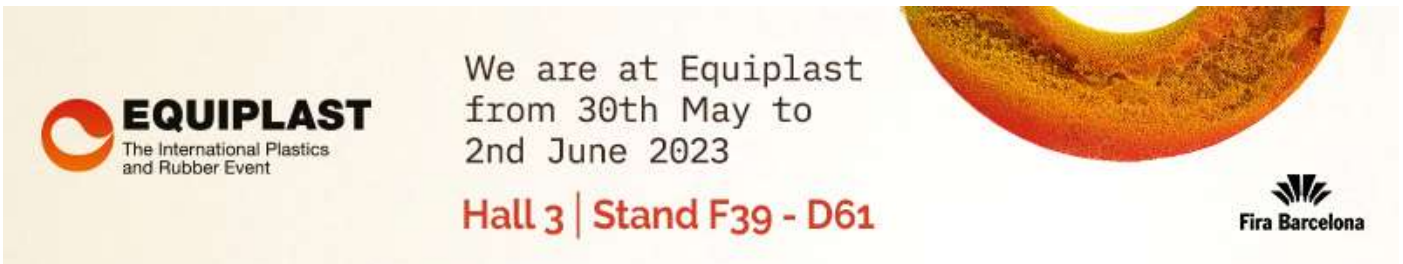 EQUIPLAST
The International Plastics
and Rubber Event
We are at Equiplast
from 30th May to
2nd June 2023
Hall 3 | Stand F39 - D61
Fira Barcelona